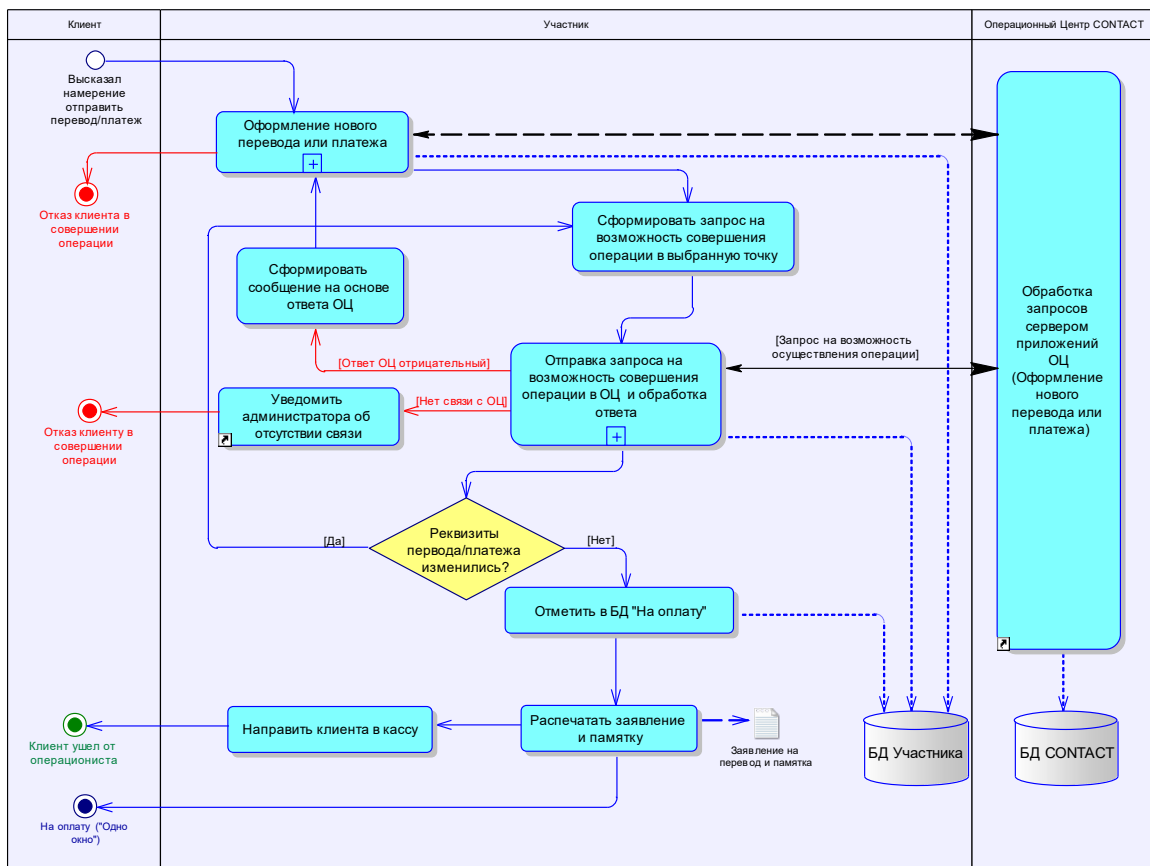 Клиент
Участник
Операционный Центр CONTACT
Высказал
намерение
отправить
перевод/платеж
Оформление нового
перевода или платежа
Отказ клиента в
совершении
операции
Сформировать запрос на
возможность совершения
операции в выбранную точку
Сформировать
сообщение на основе
ответа ОЦ
Обработка
запросов
сервером
приложений
ОЦ
(Оформление
нового
перевода или
платежа)
[Запрос на возможность
осуществления операции]
[Ответ ОЦ отрицательный]
Отправка запроса на
возможность совершения
операции в ОЦ и обработка
ответа
[Нет связи с ОЦ]
Уведомить
администратора об
отсутствии связи
Отказ клиенту в
совершении
операции
Реквизиты
первода/платежа
изменились?
[Да]
[Нет]
Отметить в БД "На оплату"
Распечатать заявление
и памятку
Направить клиента в кассу
Клиент ушел от
операциониста
Заявление на
перевод и памятка
БД Участника
БД CONTACT
На оплату ("Одно
окно")